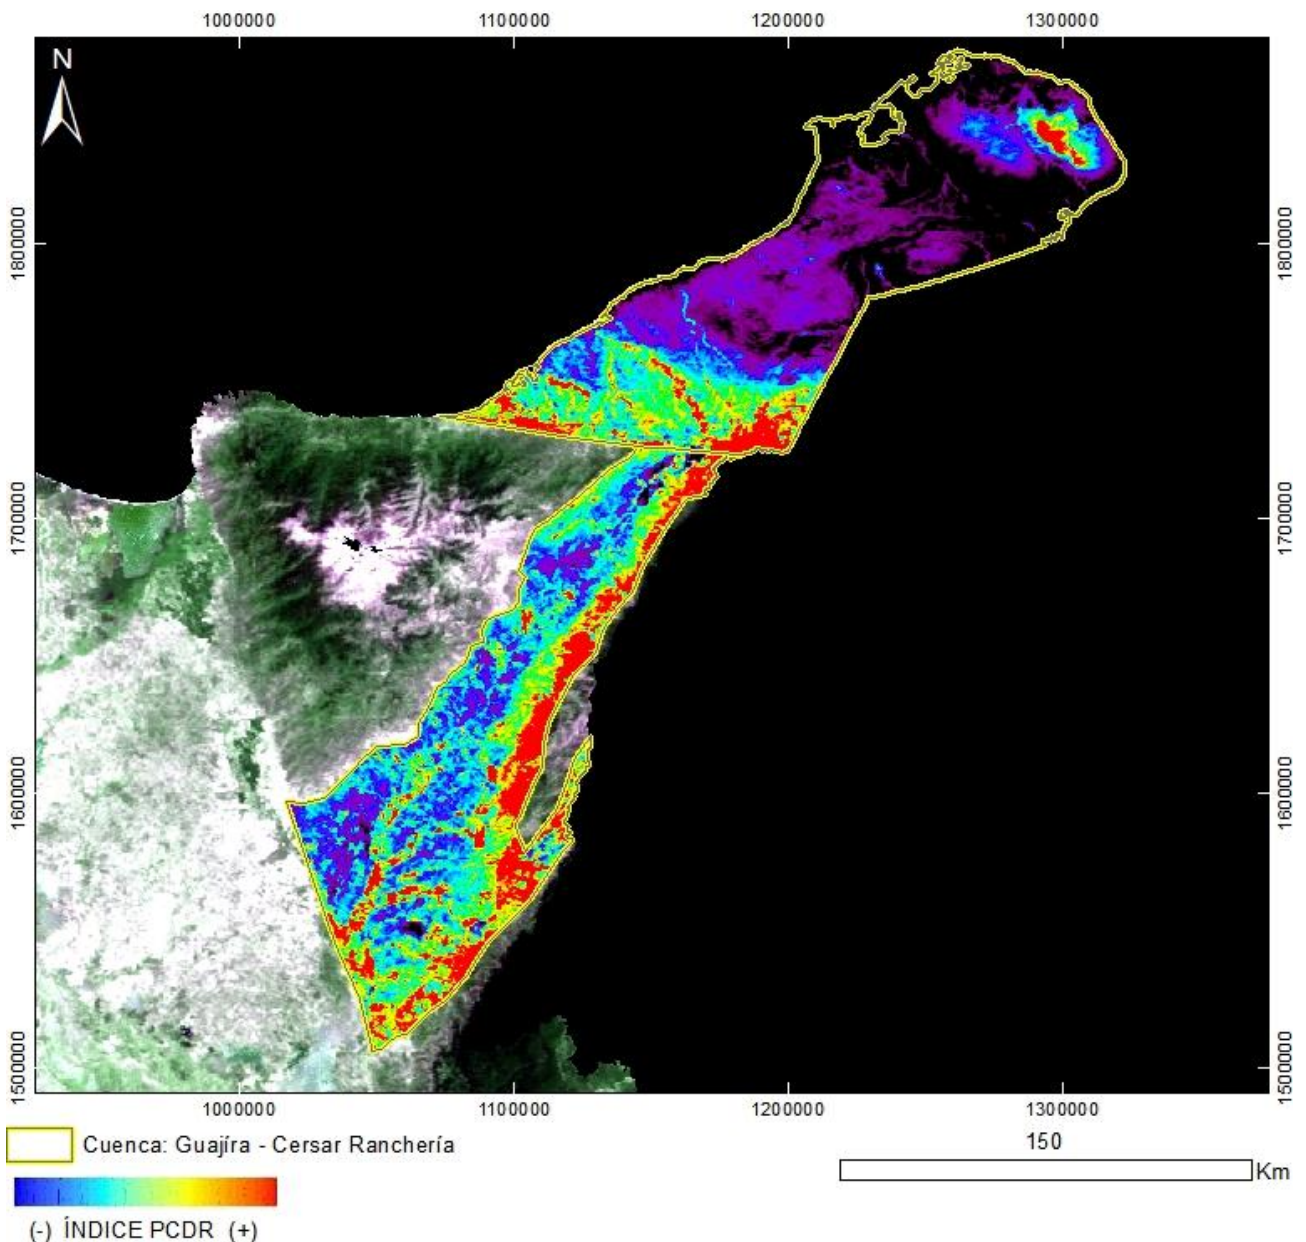 1000000 1100000 1200000 1300000
N
1800000 1800000
1700000 1700000
1600000 1600000
1500000 1500000
1000000 1100000 1200000 1300000
Cuenca: Guajíra - Cersar Ranchería
150
Km
(-) ÍNDICE PCDR (+)